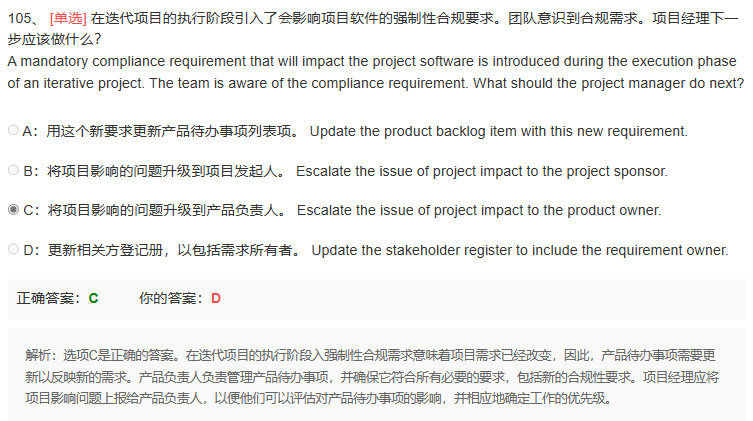 105、 [单选] 在迭代项目的执行阶段引入了会影响项目软件的强制性合规要求。团队意识到合规需求。项目经理下一
步应该做什么？
A mandatory compliance requirement that will impact the project software is introduced during the execution phase
of an iterative project. The team is aware of the compliance requirement. What should the project manager do next?
A：用这个新要求更新产品待办事项列表项。 Update the product backlog item with this new requirement.
B：将项目影响的问题升级到项目发起人。 Escalate the issue of project impact to the project sponsor.
C：将项目影响的问题升级到产品负责人。 Escalate the issue of project impact to the product owner.
D：更新相关方登记册，以包括需求所有者。 Update the stakeholder register to include the requirement owner.
正确答案：C 你的答案：D
解析：选项C是正确的答案。在迭代项目的执行阶段入强制性合规需求意味着项目需求已经改变，因此，产品待办事项需要更
新以反映新的需求。产品负责人负责管理产品待办事项，并确保它符合所有必要的要求，包括新的合规性要求。项目经理应将
项目影响问题上报给产品负责人，以便他们可以评估对产品待办事项的影响，并相应地确定工作的优先级。